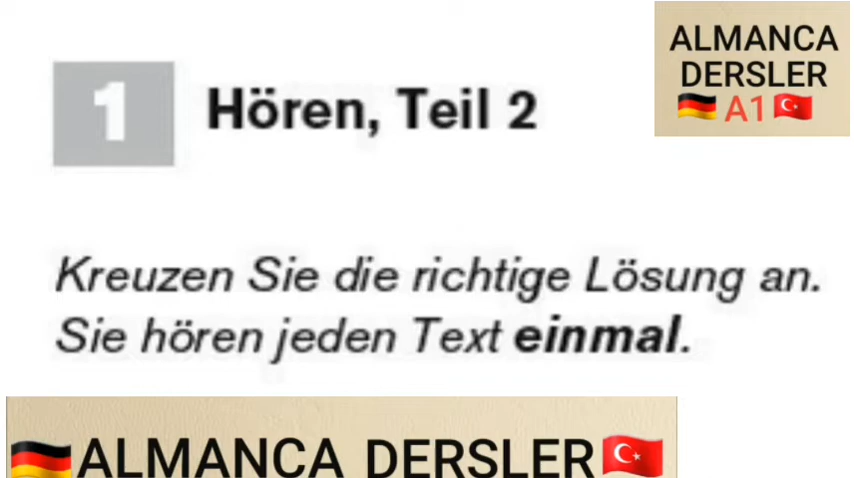 ALMANCA
DERSLER
A1
1 Hören, Teil 2
Kreuzen Sie die richtige Lösung an.
Sie hören jeden Text einmal.
ALMANCA DERSLER